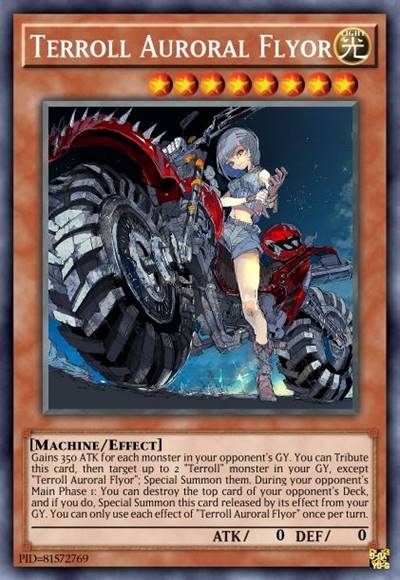 Terroll Auroral Flyor
LIGHT
光
[Machine/Effect]
Gains 350 ATK for each monster in your opponent's GY. You can Tribute
this card, then target up to 2 "Terroll" monster in your GY, except
"Terroll Auroral Flyor"; Special Summon them. During your opponent's
Main Phase 1: You can destroy the top card of your opponent's Deck,
and if you do, Special Summon this card released by its effect from your
GY. You can only use each effect of "Terroll Auroral Flyor" once per turn.
ATK/ 0 DEF/ 0
PID=81572769